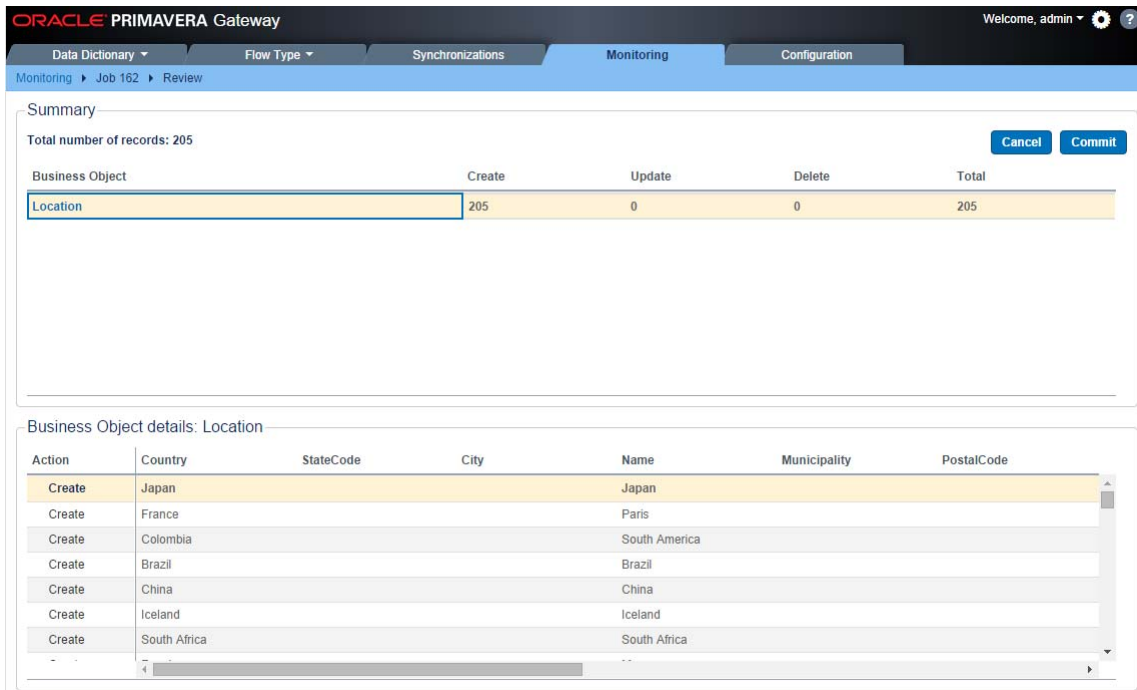 ORACLE PRIMAVERA Gateway Welcome, admin ?
Data Dictionary Flow Type Synchronizations Monitoring Configuration
Monitoring Job 162 Review
Summary
Total number of records: 205 Cancel Commit
Business Object Create Update Delete Total
Location 205 0 0 205
Business Object details: Location
Action Country StateCode City Name Municipality PostalCode
Create Japan Japan
Create France Paris
Create Colombia South America
Create Brazil Brazil
Create China China
Create Iceland Iceland
Create South Africa South Africa